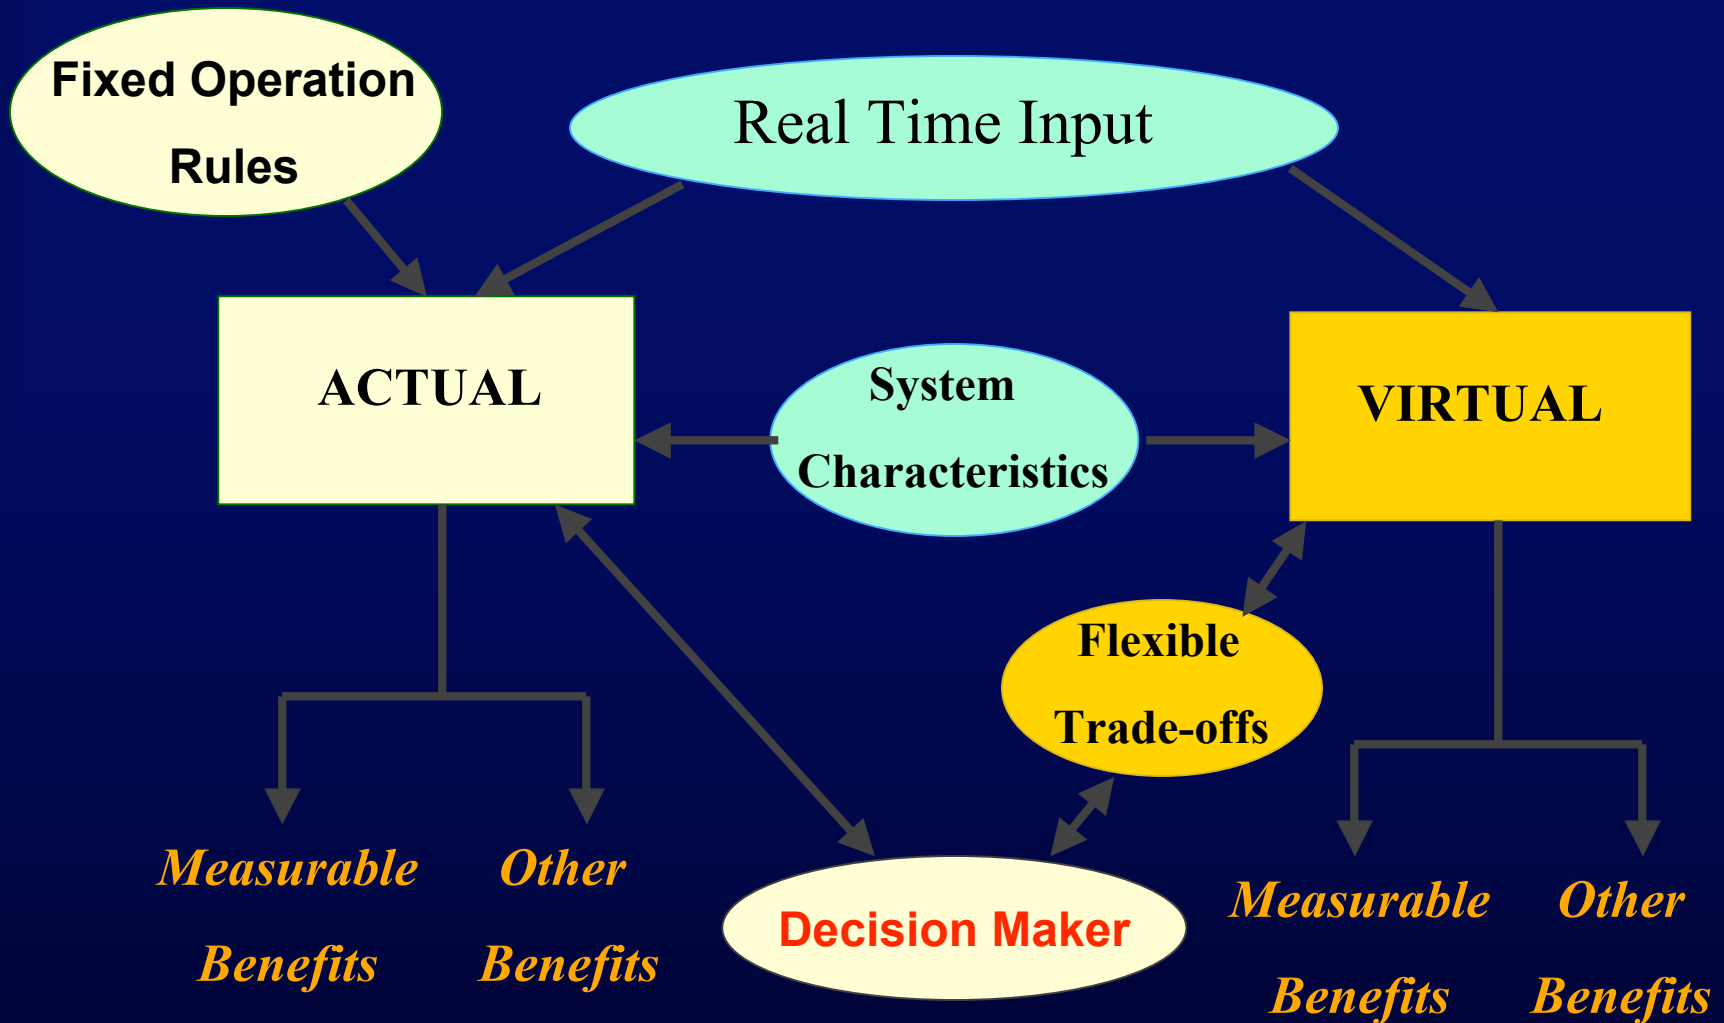 Fixed Operation
Rules
Real Time Input
ACTUAL
System
Characteristics
VIRTUAL
Flexible
Trade-offs
Measurable
Benefits
Other
Benefits
Decision Maker
Measurable
Benefits
Other
Benefits